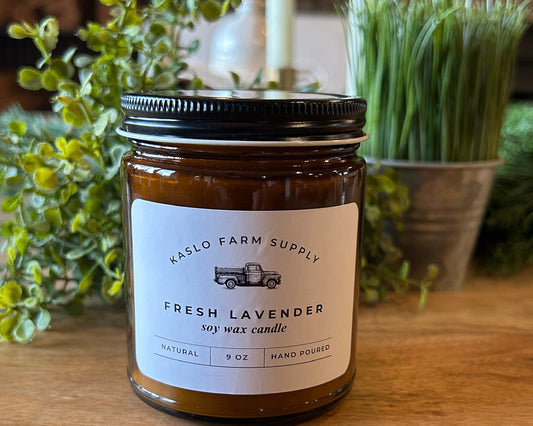 KASLO FARM SUPPLY
FRESH LAVENDER
soy wax candle
NATURAL 9 OZ HAND POURED